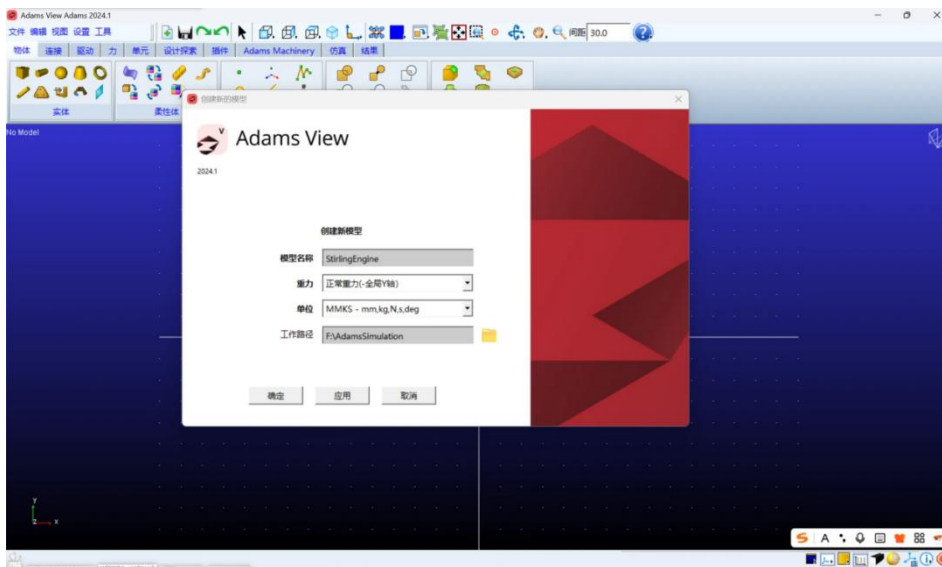 Adams View Adams 2024.1
文件 编辑 视图 设置 工具
间距 30.0
物体 连接 驱动 力 单元 设计探索 插件 Adams Machinery 仿真 结果
实体
柔性体
创建新的模型
No Model
V
Adams View
2024.1
创建新模型
模型名称 StirlingEngine
重力 正常重力(-全局Y轴)
单位 MMKS - mm,kg,N,s,deg
工作路径 F:\AdamsSimulation
确定 应用 取消
y
z x
A